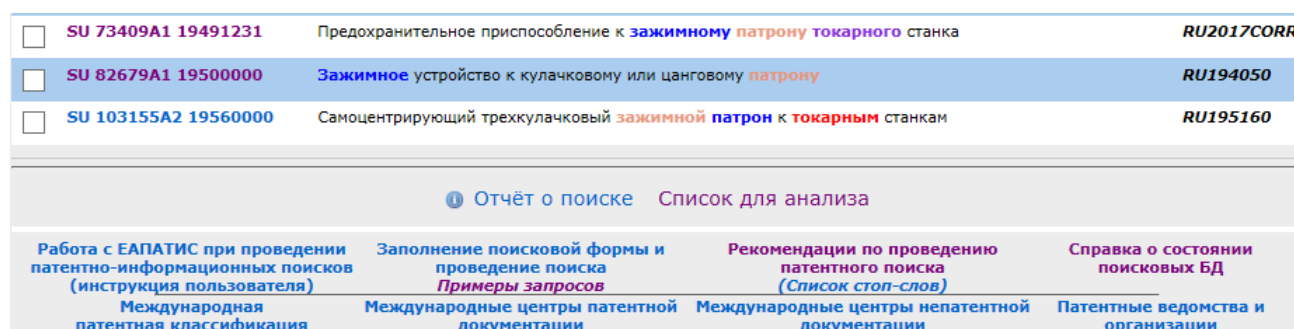 SU 73409A1 19491231 Предохранительное приспособление к зажимному патрону токарного станка RU2017CORR
SU 82679A1 19500000 Зажимное устройство к кулачковому или цанговому патрону RU194050
SU 103155A2 19560000 Самоцентрирующий трехкулачковый зажимной патрон к токарным станкам RU195160
Отчёт о поиске Список для анализа
Работа с ЕАПАТИС при проведении
патентно-информационных поисков
(инструкция пользователя)
Заполнение поисковой формы и
проведение поиска
Примеры запросов
Рекомендации по проведению
патентного поиска
(Список стоп-слов)
Справка о состоянии
поисковых БД
Международная
патентная классификация
Международные центры патентной
документации
Международные центры непатентной
документации
Патентные ведомства и
организации